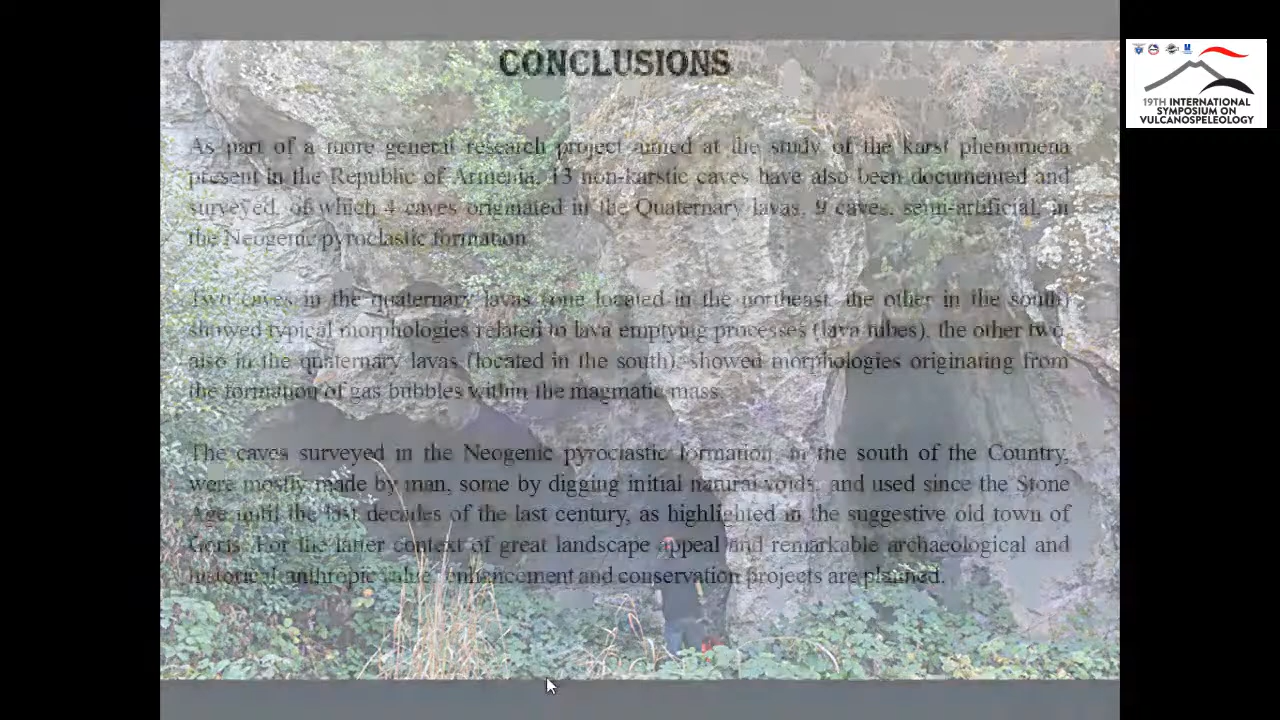 CONCLUSIONS
As part of a more general research project aimed at the study of the karst phenomena
present in the Republic of Armenia, 13 non-karstic caves have also been documented and
surveyed, of which 4 caves originated in the Quaternary lavas, 9 caves, semi-artificial, in
the Neogenic pyroclastic formation
Two caves in the quaternary lavas (one located in the northeast, the other in the south)
showed typical morphologies related to lava emptying processes (lava tubes), the other two,
also in the quaternary lavas (located in the south), showed morphologies originating from
the formation of gas bubbles within the magmatic mass.
The caves surveyed in the Neogenic pyroclastic formation, in the south of the Country,
were mostly made by man, some by digging initial natural voids, and used since the Stone
Age until the last decades of the last century, as highlighted in the suggestive old town of
Goris. For the latter context of great landscape appeal and remarkable archaeological and
historical anthropic value, enhancement and conservation projects are planned.
19TH INTERNATIONAL
SYMPOSIUM ON
VULCANOSPELEOLOGY